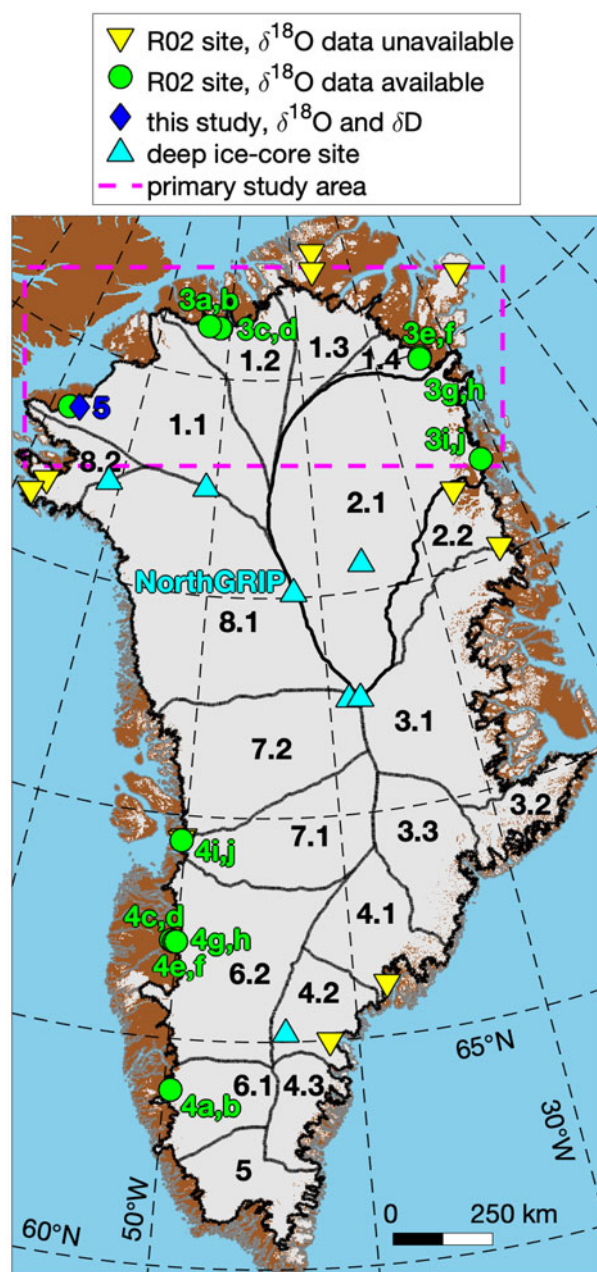 R02 site, δ¹⁸O data unavailable
R02 site, δ¹⁸O data available
this study, δ¹⁸O and δD
deep ice-core site
primary study area
3a,b
3c,d
1.3
3e,f
1.2
1.4
3g,h
5
1.1
3i,j
8.2
2.1
2.2
NorthGRIP
8.1
3.1
7.2
3.2
7.1
3.3
4i,j
4.1
4c,d
4g,h
4e,f
6.2
4.2
65°N
6.1
4.3
4a,b
5
30°W
50°W
0 250 km
60°N